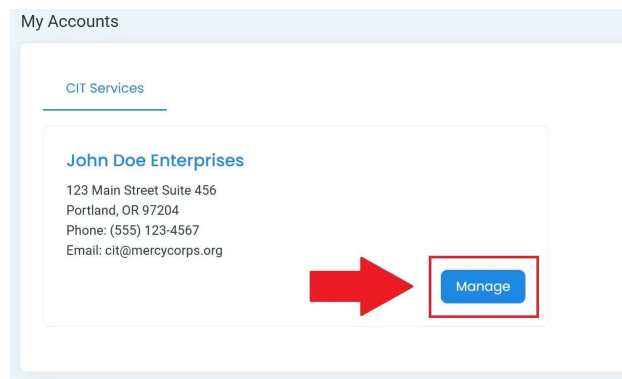 My Accounts
CIT Services
John Doe Enterprises
123 Main Street Suite 456
Portland, OR 97204
Phone: (555) 123-4567
Email: cit@mercycorps.org
Manage